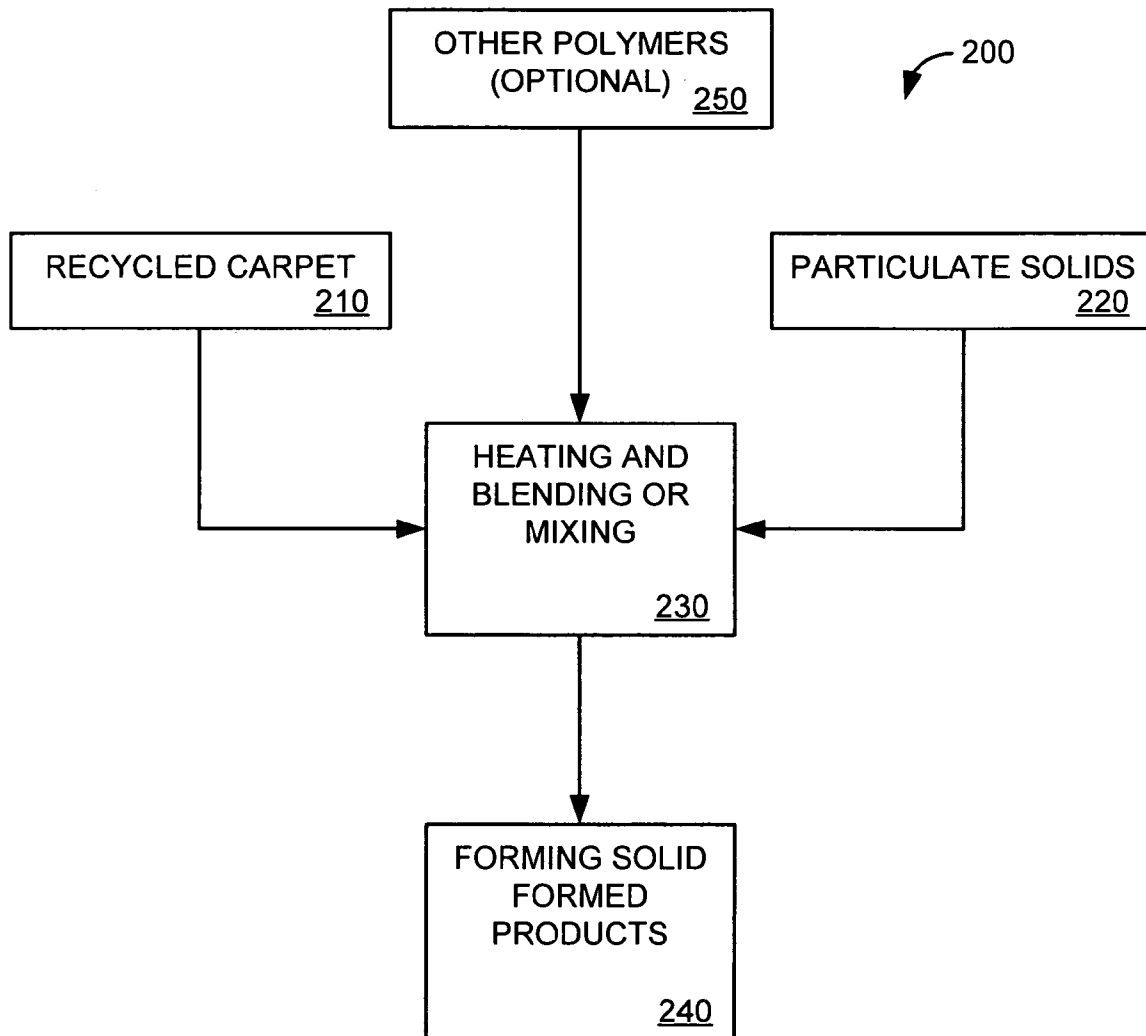 OTHER POLYMERS
(OPTIONAL)
250
200
RECYCLED CARPET
210
PARTICULATE SOLIDS
220
HEATING AND
BLENDING OR
MIXING
230
FORMING SOLID
FORMED
PRODUCTS
240